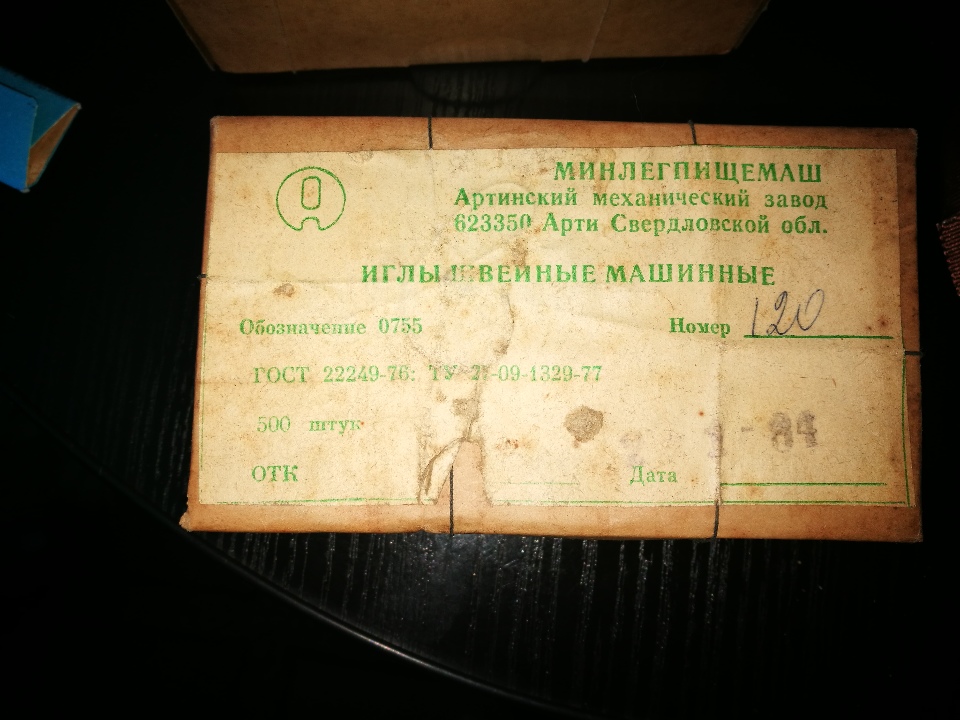 МИНЛЕГПИЩЕМАШ
Артинский механический завод
623350 Арти Свердловской обл.
ИГЛЫ ШВЕЙНЫЕ МАШИННЫЕ
Обозначение 0755 Номер 120
ГОСТ 22249-76: ТУ 27-09-1329-77
500 штук
84
ОТК Дата